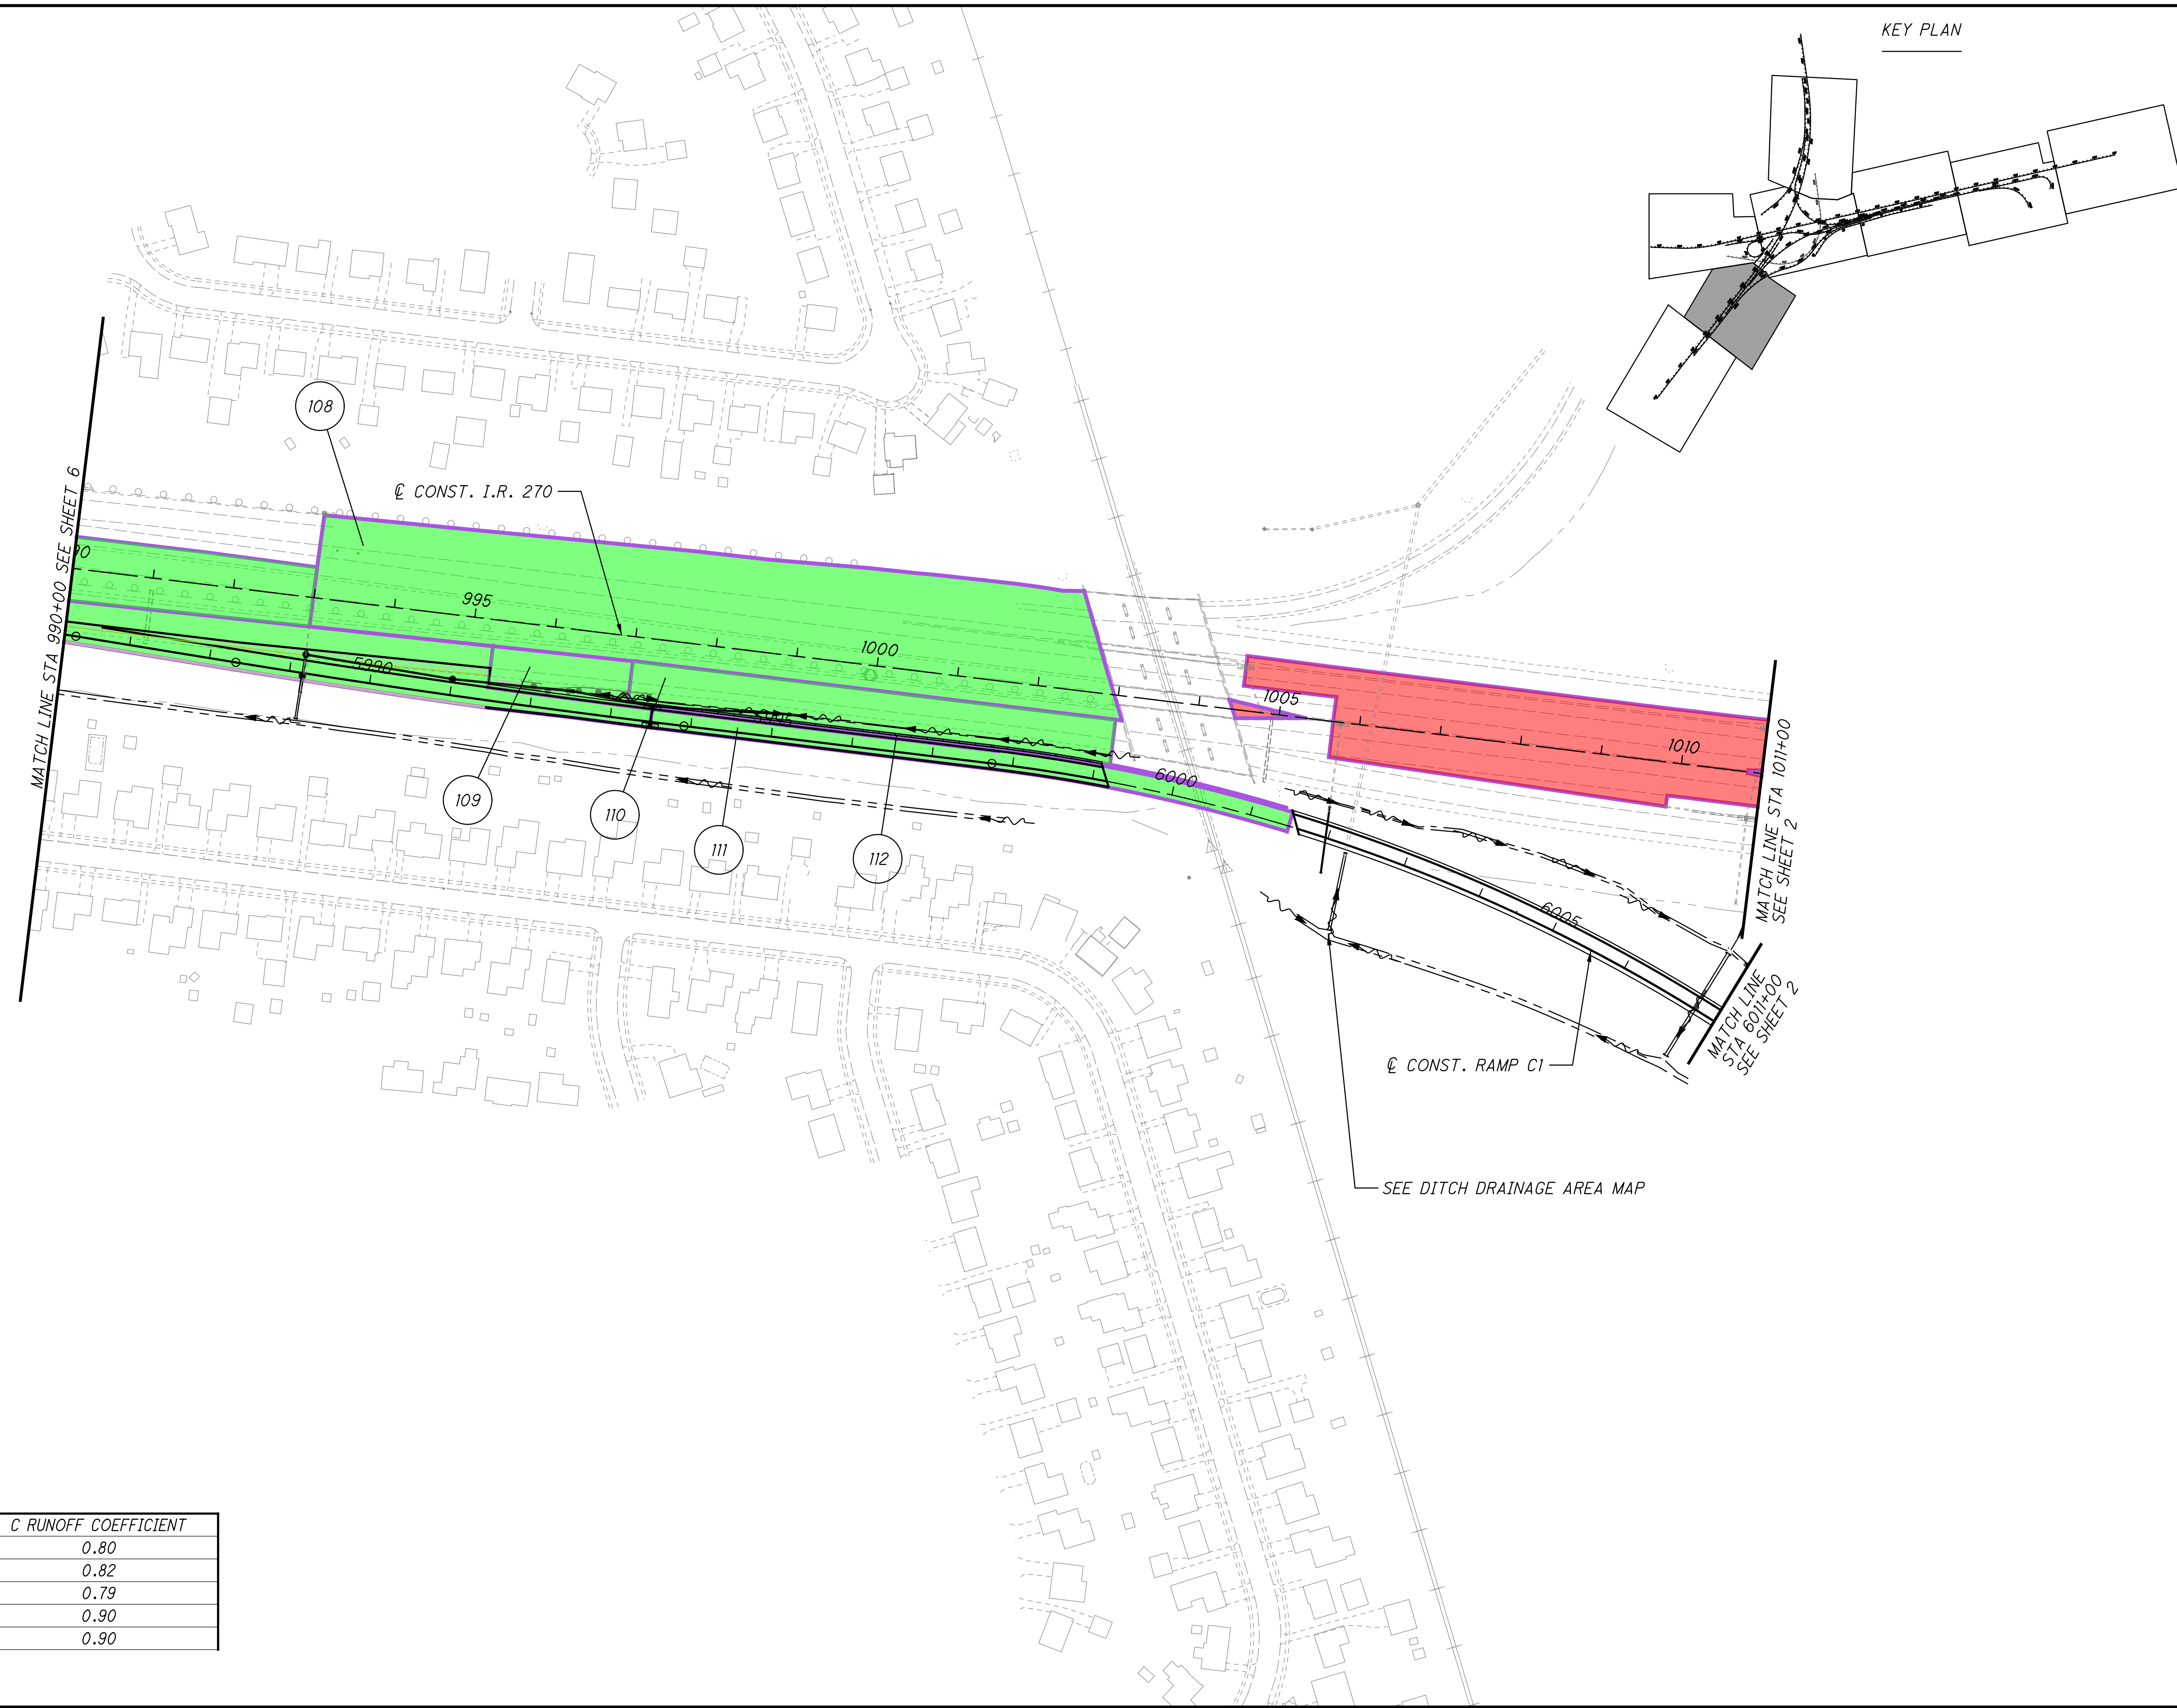 KEY PLAN
108
℄ CONST. I.R. 270
MATCH LINE STA 990+00 SEE SHEET 6
90
995
1000
1005
1010
5990
5995
6000
6005
109
110
111
112
MATCH LINE STA 1011+00
SEE SHEET 2
MATCH LINE
STA 6011+00
SEE SHEET 2
℄ CONST. RAMP C1
SEE DITCH DRAINAGE AREA MAP
C RUNOFF COEFFICIENT
0.80
0.82
0.79
0.90
0.90